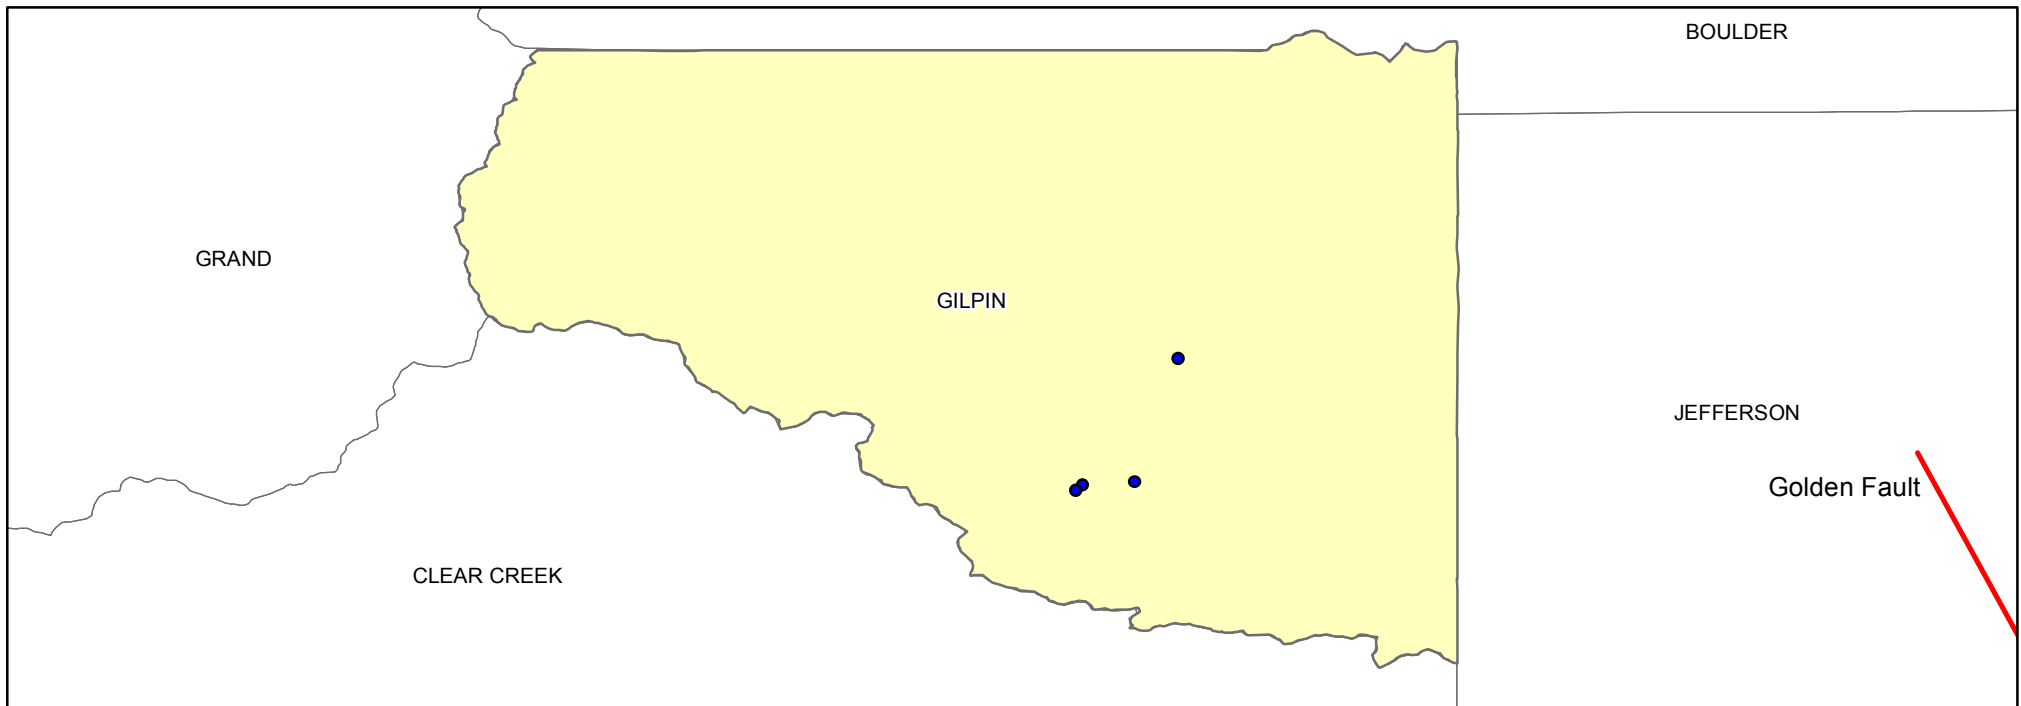 BOULDER
GRAND
GILPIN
JEFFERSON
Golden Fault
CLEAR CREEK